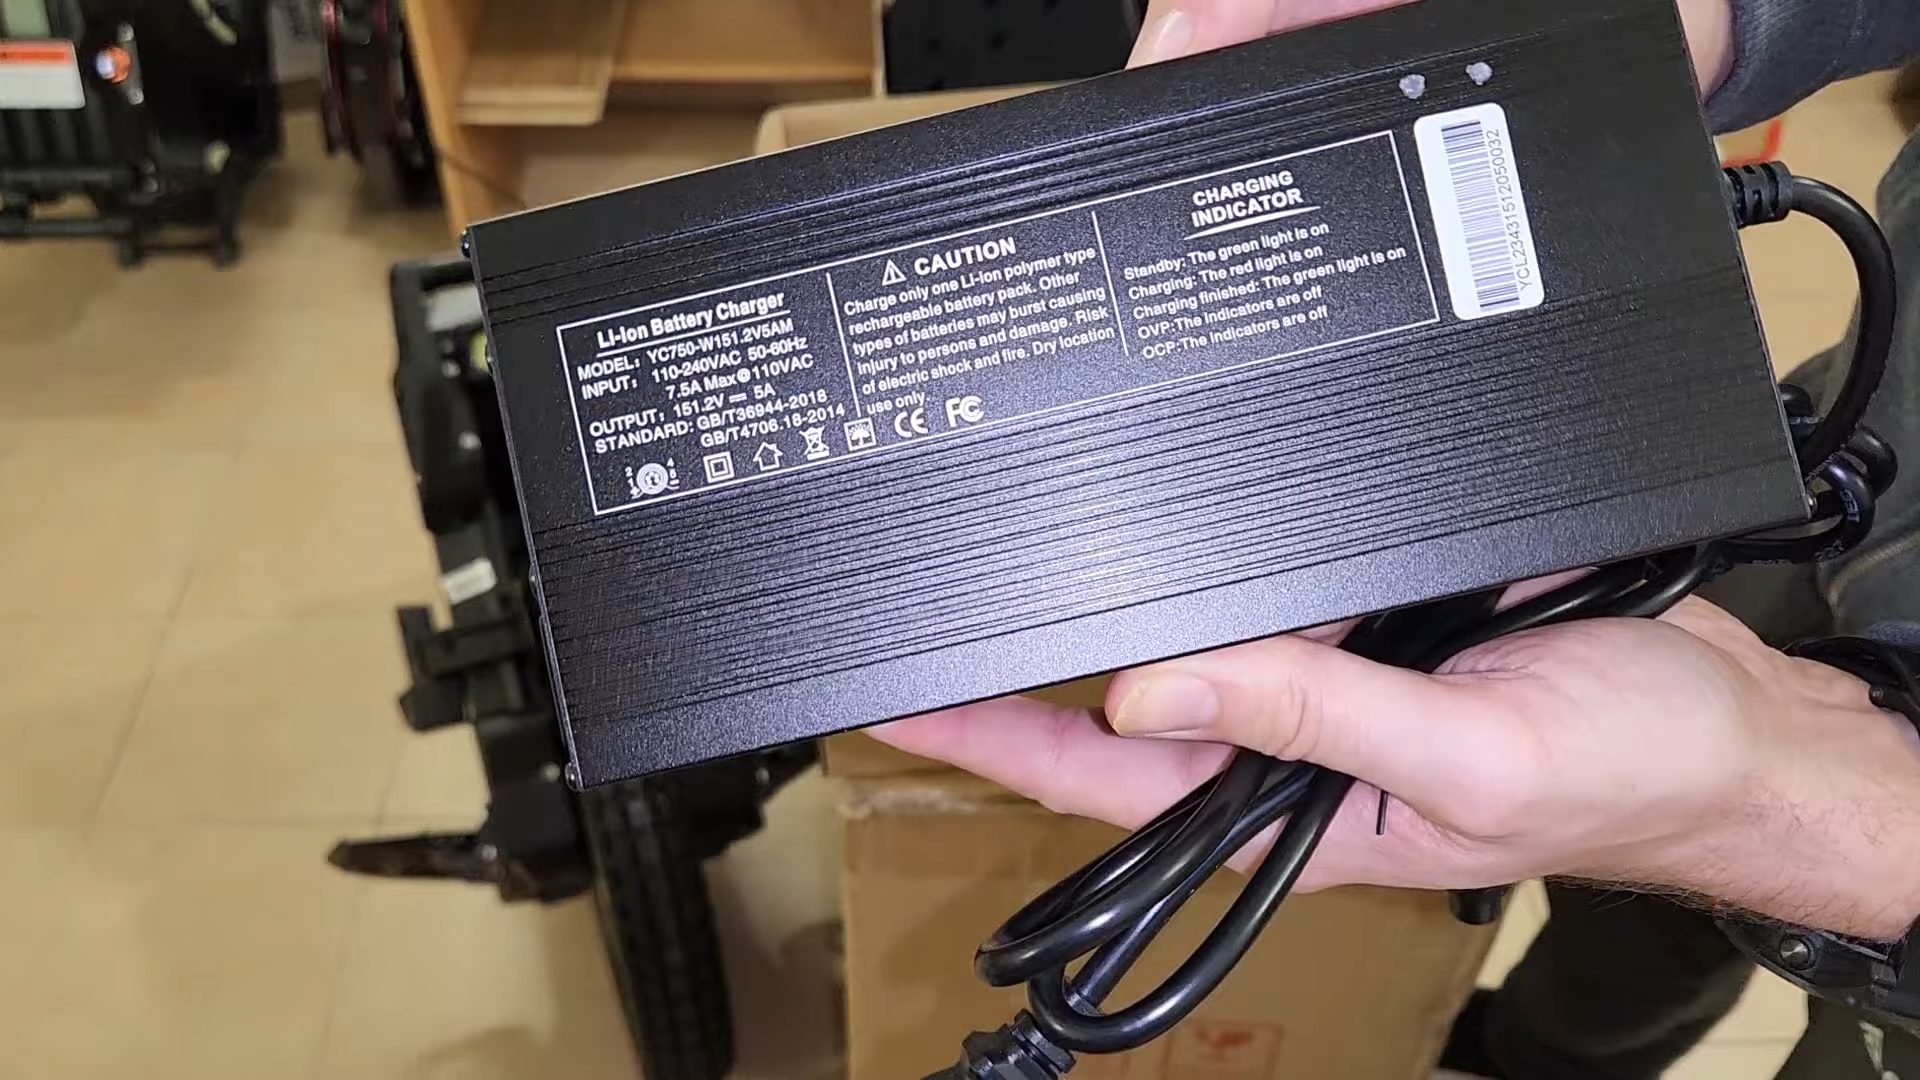 Li-Ion Battery Charger
MODEL: YC750-W151.2V5AM
INPUT: 110-240VAC 50-60Hz
7.5A Max@110VAC
OUTPUT: 151.2V ⎓ 5A
STANDARD: GB/T36944-2018
GB/T4706.18-2014
CAUTION
Charge only one Li-ion polymer type
rechargeable battery pack. Other
types of batteries may burst causing
injury to persons and damage. Risk
of electric shock and fire. Dry location
use only
CE FC
CHARGING
INDICATOR
Standby: The green light is on
Charging: The red light is on
Charging finished: The green light is on
OVP:The indicators are off
OCP:The indicators are off
YCL23431512050032